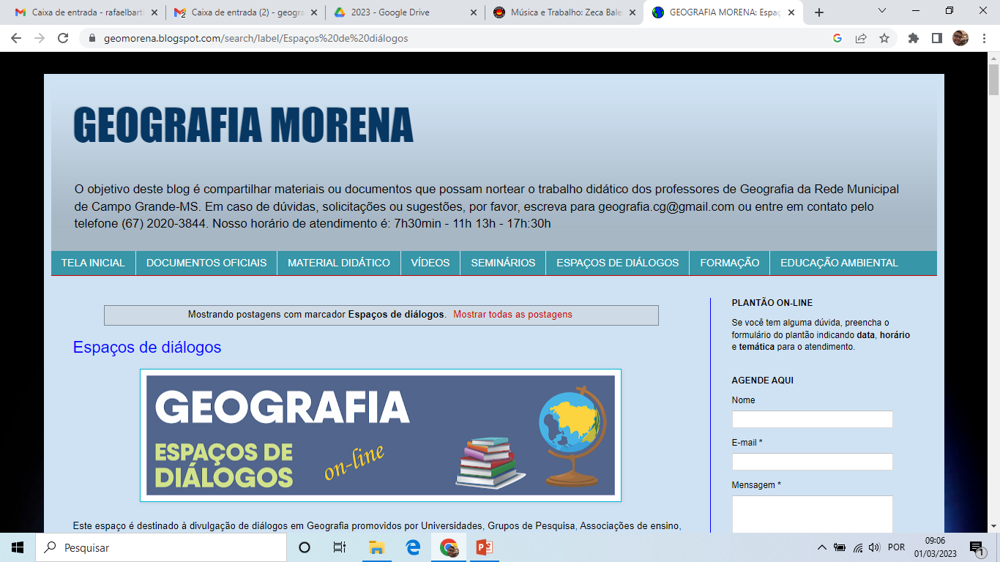 Caixa de entrada - rafaelbarti
Caixa de entrada (2) - geogra
2023 - Google Drive
Música e Trabalho: Zeca Bale
GEOGRAFIA MORENA: Espaç
geomorena.blogspot.com/search/label/Espaços%20de%20diálogos
GEOGRAFIA MORENA
O objetivo deste blog é compartilhar materiais ou documentos que possam nortear o trabalho didático dos professores de Geografia da Rede Municipal
de Campo Grande-MS. Em caso de dúvidas, solicitações ou sugestões, por favor, escreva para geografia.cg@gmail.com ou entre em contato pelo
telefone (67) 2020-3844. Nosso horário de atendimento é: 7h30min - 11h 13h - 17h:30h
TELA INICIAL DOCUMENTOS OFICIAIS MATERIAL DIDÁTICO VÍDEOS SEMINÁRIOS ESPAÇOS DE DIÁLOGOS FORMAÇÃO EDUCAÇÃO AMBIENTAL
Mostrando postagens com marcador Espaços de diálogos. Mostrar todas as postagens
Espaços de diálogos
GEOGRAFIA
ESPAÇOS DE
DIÁLOGOS
on-line
Este espaço é destinado à divulgação de diálogos em Geografia promovidos por Universidades, Grupos de Pesquisa, Associações de ensino,
PLANTÃO ON-LINE
Se você tem alguma dúvida, preencha o
formulário do plantão indicando data, horário
e temática para o atendimento.
AGENDE AQUI
Nome
E-mail *
Mensagem *
Pesquisar
POR
09:06
01/03/2023
1